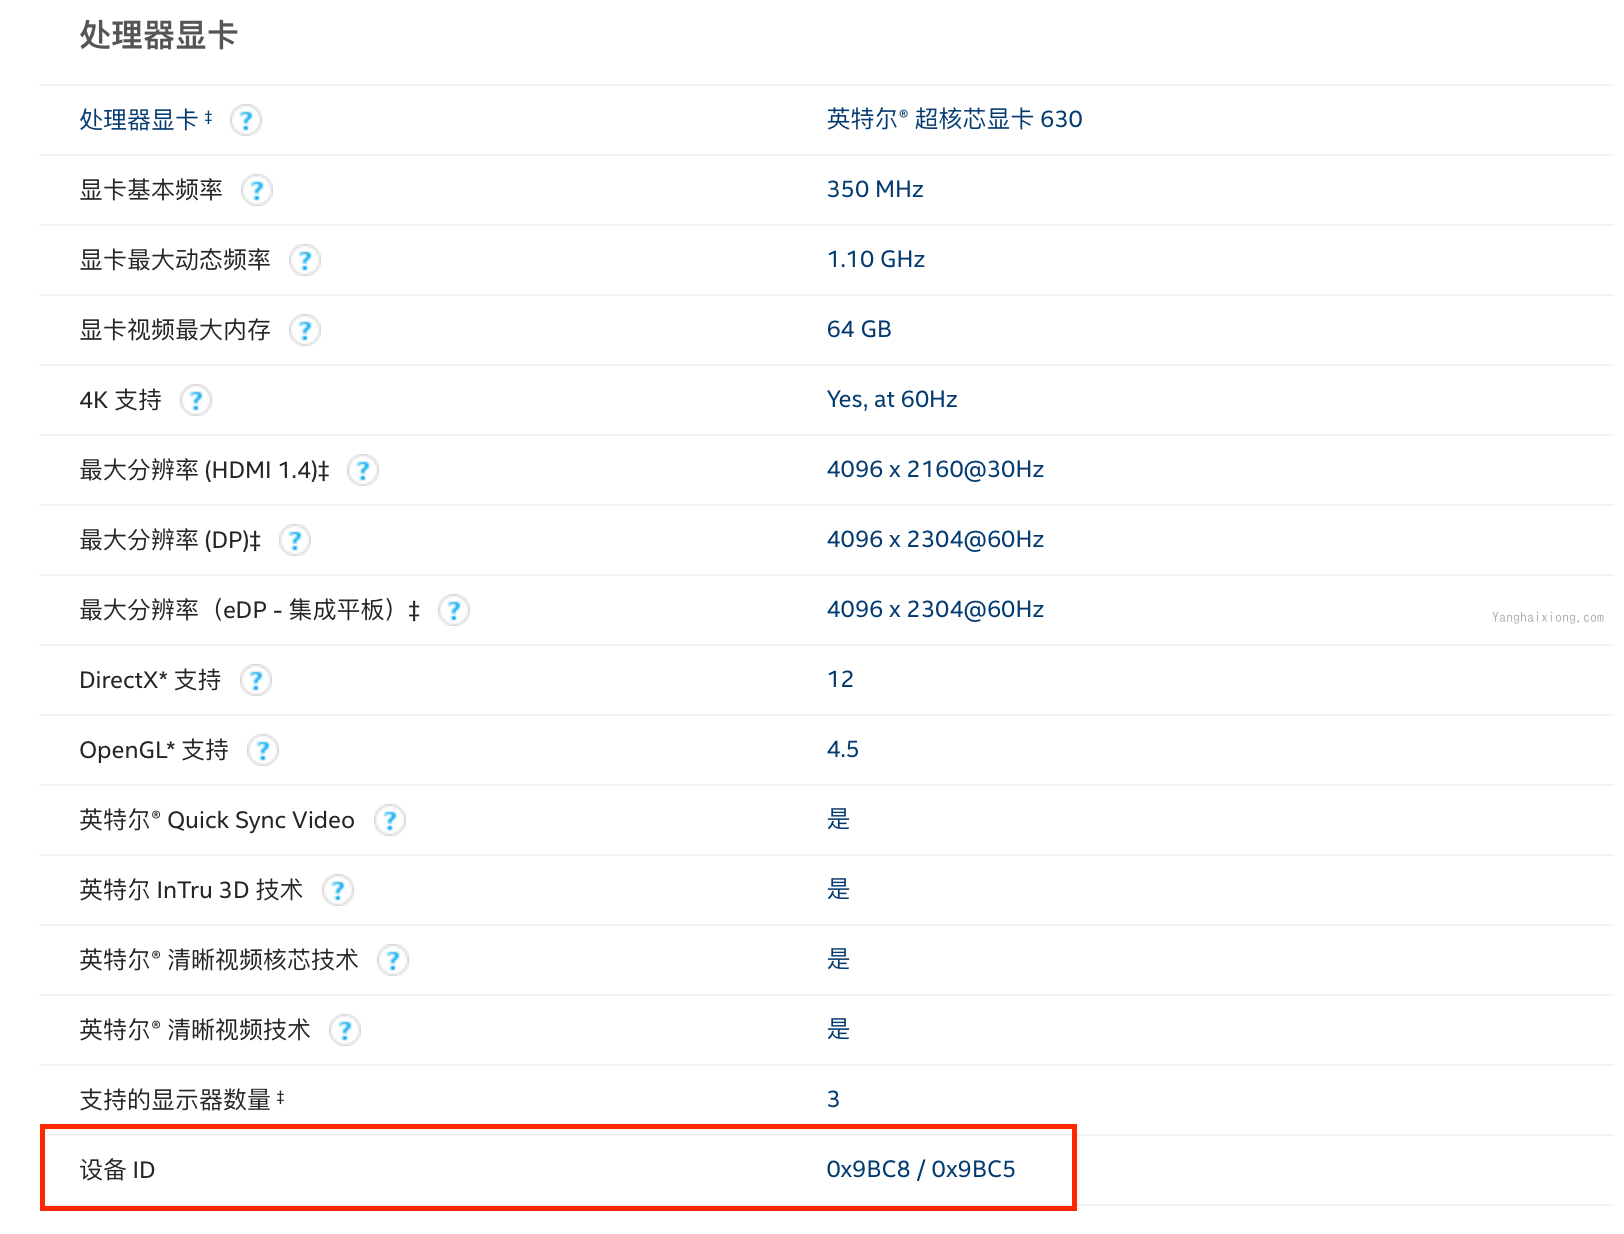 处理器显卡
处理器显卡 ‡ ? 英特尔® 超核芯显卡 630
显卡基本频率 ? 350 MHz
显卡最大动态频率 ? 1.10 GHz
显卡视频最大内存 ? 64 GB
4K 支持 ? Yes, at 60Hz
最大分辨率 (HDMI 1.4)‡ ? 4096 x 2160@30Hz
最大分辨率 (DP)‡ ? 4096 x 2304@60Hz
最大分辨率（eDP - 集成平板）‡ ? 4096 x 2304@60Hz
Yanghaixiong.com
DirectX* 支持 ? 12
OpenGL* 支持 ? 4.5
英特尔® Quick Sync Video ? 是
英特尔 InTru 3D 技术 ? 是
英特尔® 清晰视频核芯技术 ? 是
英特尔® 清晰视频技术 ? 是
支持的显示器数量 ‡ 3
设备 ID 0x9BC8 / 0x9BC5